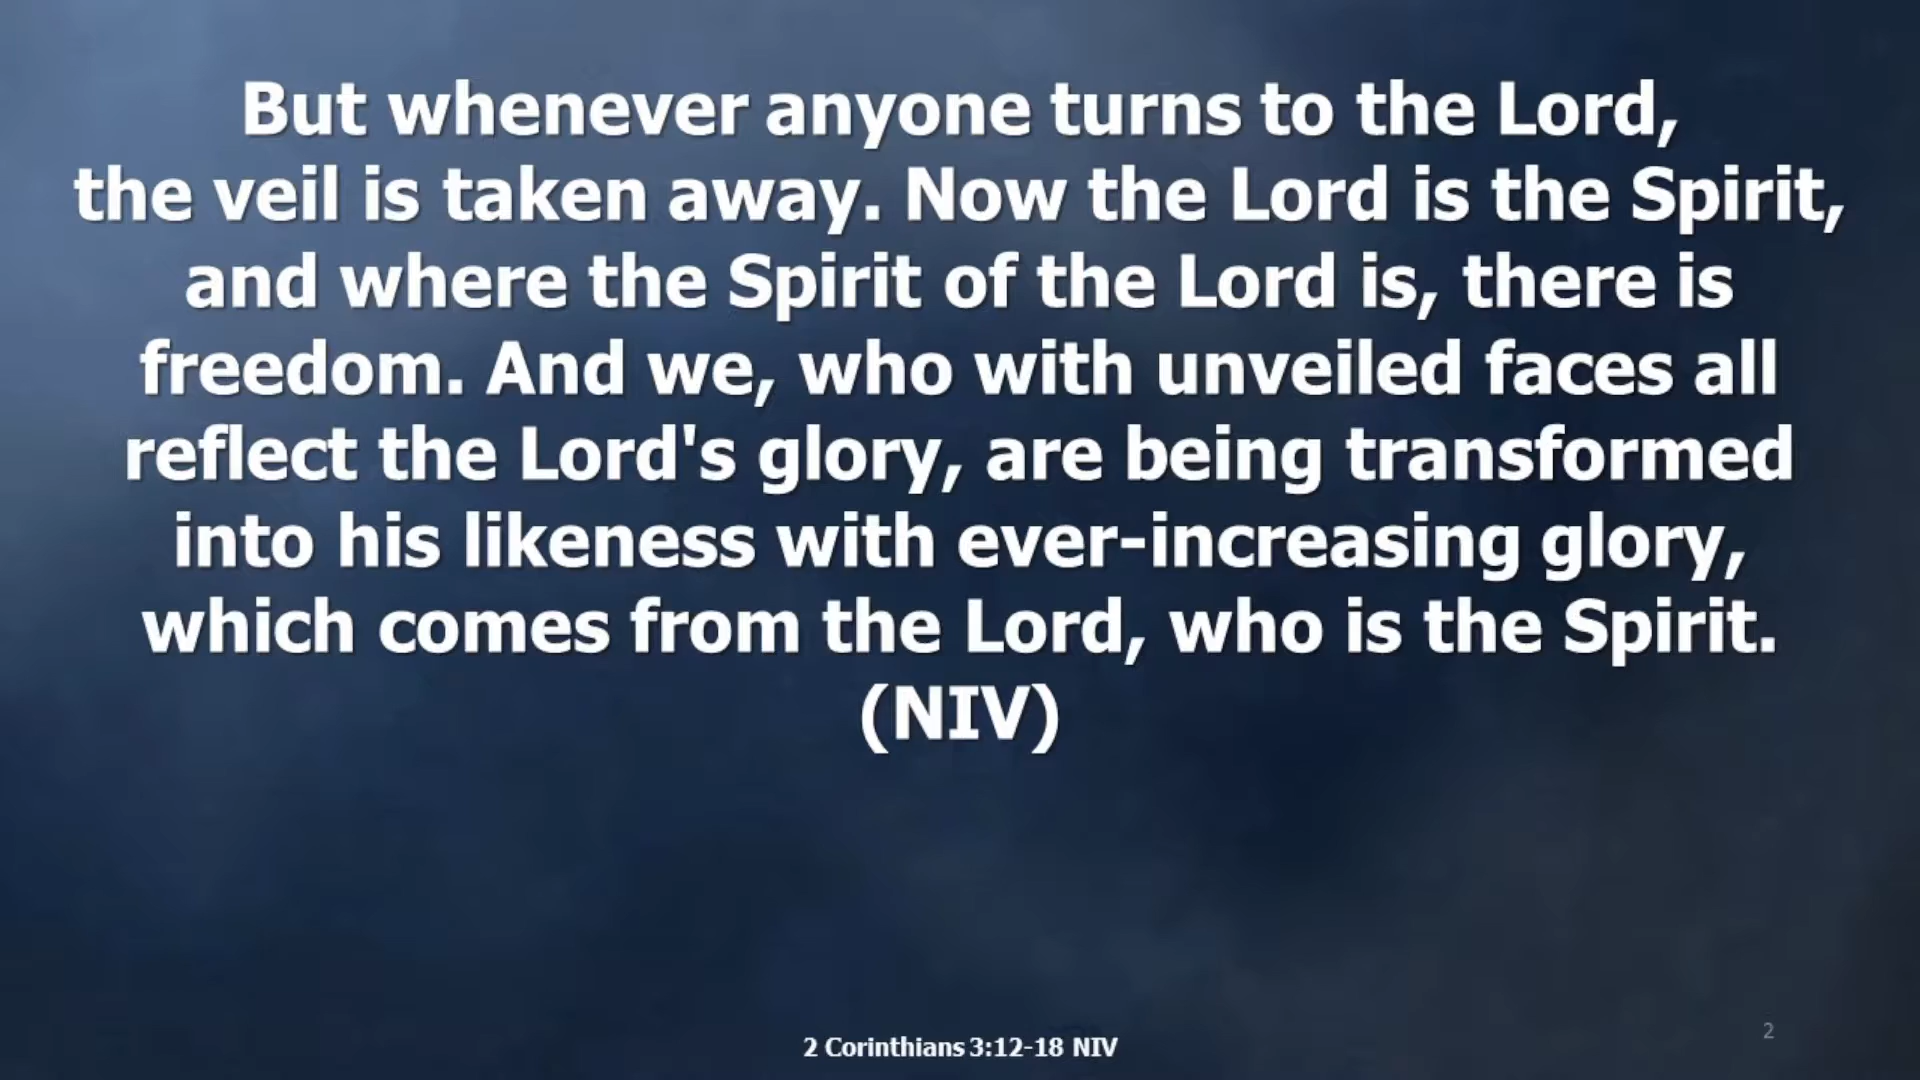 But whenever anyone turns to the Lord,
the veil is taken away. Now the Lord is the Spirit,
and where the Spirit of the Lord is, there is
freedom. And we, who with unveiled faces all
reflect the Lord's glory, are being transformed
into his likeness with ever-increasing glory,
which comes from the Lord, who is the Spirit.
(NIV)
2
2 Corinthians 3:12-18 NIV